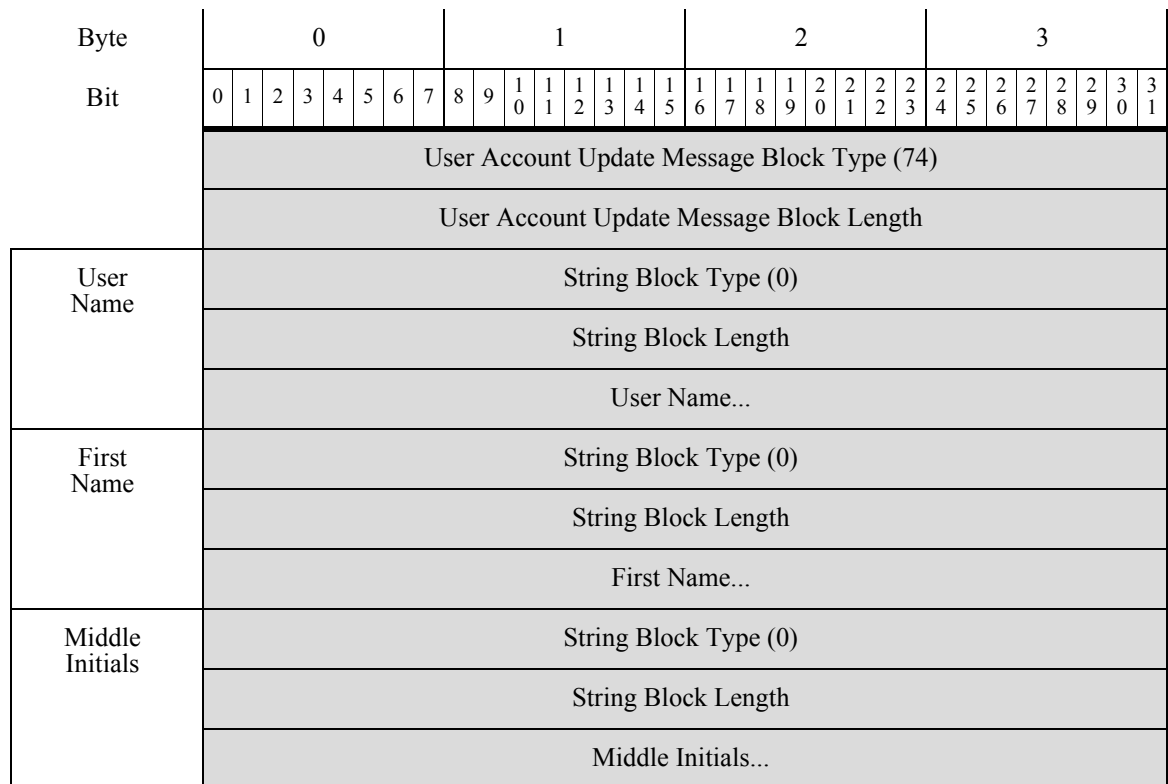 Byte 0 1 2 3
Bit 0 1 2 3 4 5 6 7 8 9 10 11 12 13 14 15 16 17 18 19 20 21 22 23 24 25 26 27 28 29 30 31
User Account Update Message Block Type (74)
User Account Update Message Block Length
User
Name
String Block Type (0)
String Block Length
User Name...
First
Name
String Block Type (0)
String Block Length
First Name...
Middle
Initials
String Block Type (0)
String Block Length
Middle Initials...